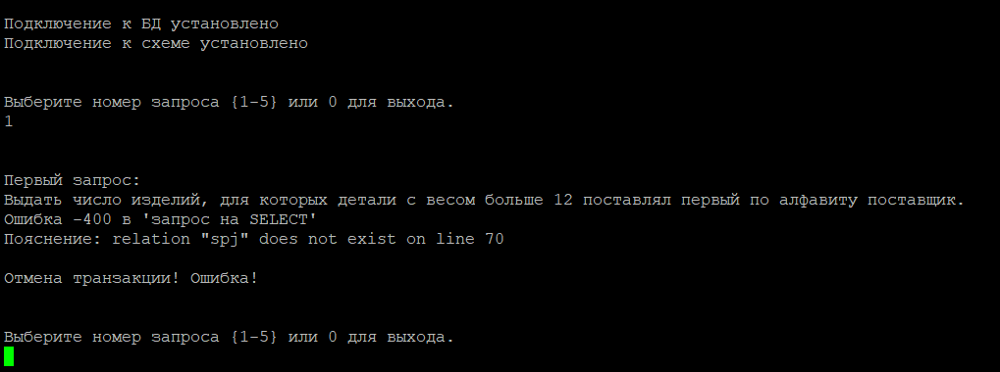 Подключение к БД установлено
Подключение к схеме установлено
Выберите номер запроса {1-5} или 0 для выхода.
1
Первый запрос:
Выдать число изделий, для которых детали с весом больше 12 поставлял первый по алфавиту поставщик.
Ошибка -400 в 'запрос на SELECT'
Пояснение: relation "spj" does not exist on line 70
Отмена транзакции! Ошибка!
Выберите номер запроса {1-5} или 0 для выхода.